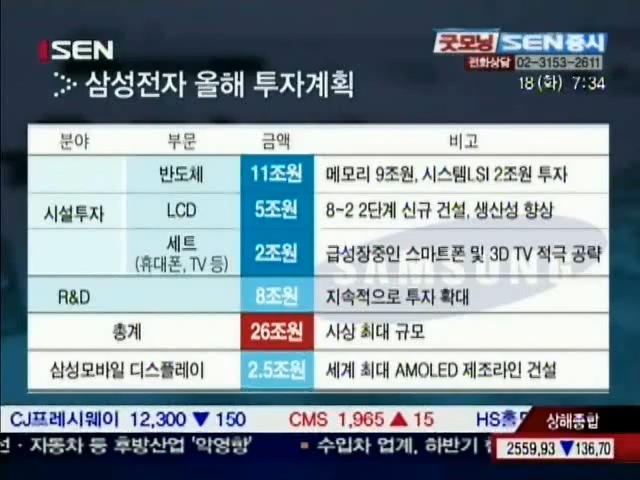 SEN
굿모닝 SEN증시
전화상담 02-3153-2611
삼성전자 올해 투자계획
18 (화) 7:34
분야 부문 금액 비고
반도체 11조원 메모리 9조원, 시스템LSI 2조원 투자
시설투자 LCD 5조원 8~2 2단계 신규 건설, 생산성 향상
세트 2조원 급성장중인 스마트폰 및 3D TV 적극 공략
(휴대폰, TV 등)
R&D 8조원 지속적으로 투자 확대
총계 26조원 사상 최대 규모
삼성모바일 디스플레이 2.5조원 세계 최대 AMOLED 제조라인 건설
SAMSUNG
CJ프레시웨이 12,300 ▼ 150 CMS 1,965 ▲ 15 HS홀
상해종합
· 자동차 등 후방산업 '악영향' ▪ 수입차 업계, 하반기
2559,93 ▼136,70